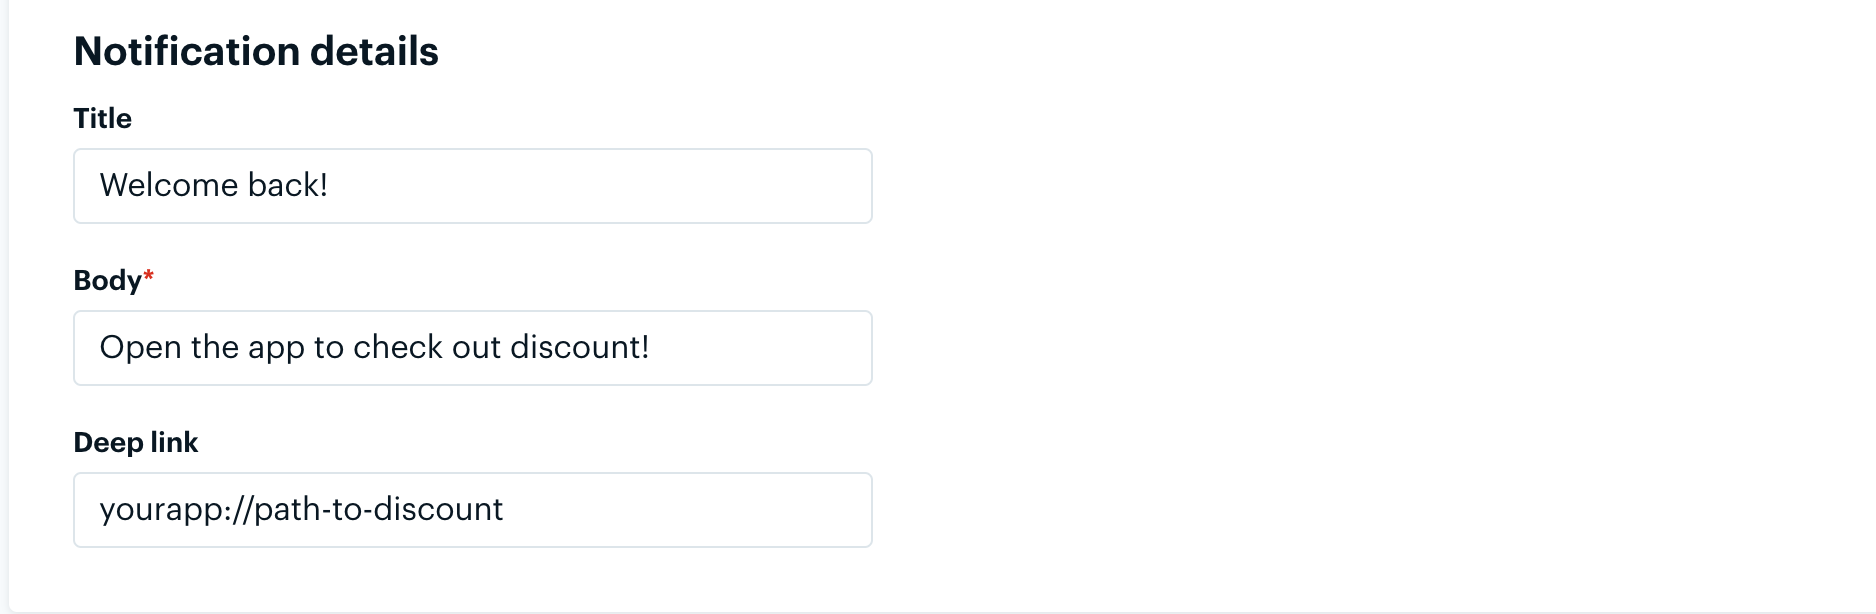 Notification details
Title
Welcome back!
Body*
Open the app to check out discount!
Deep link
yourapp://path-to-discount